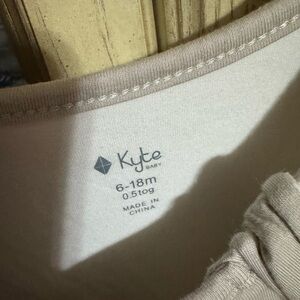 Kyte
BABY
6-18m
0.5tog
MADE IN
CHINA